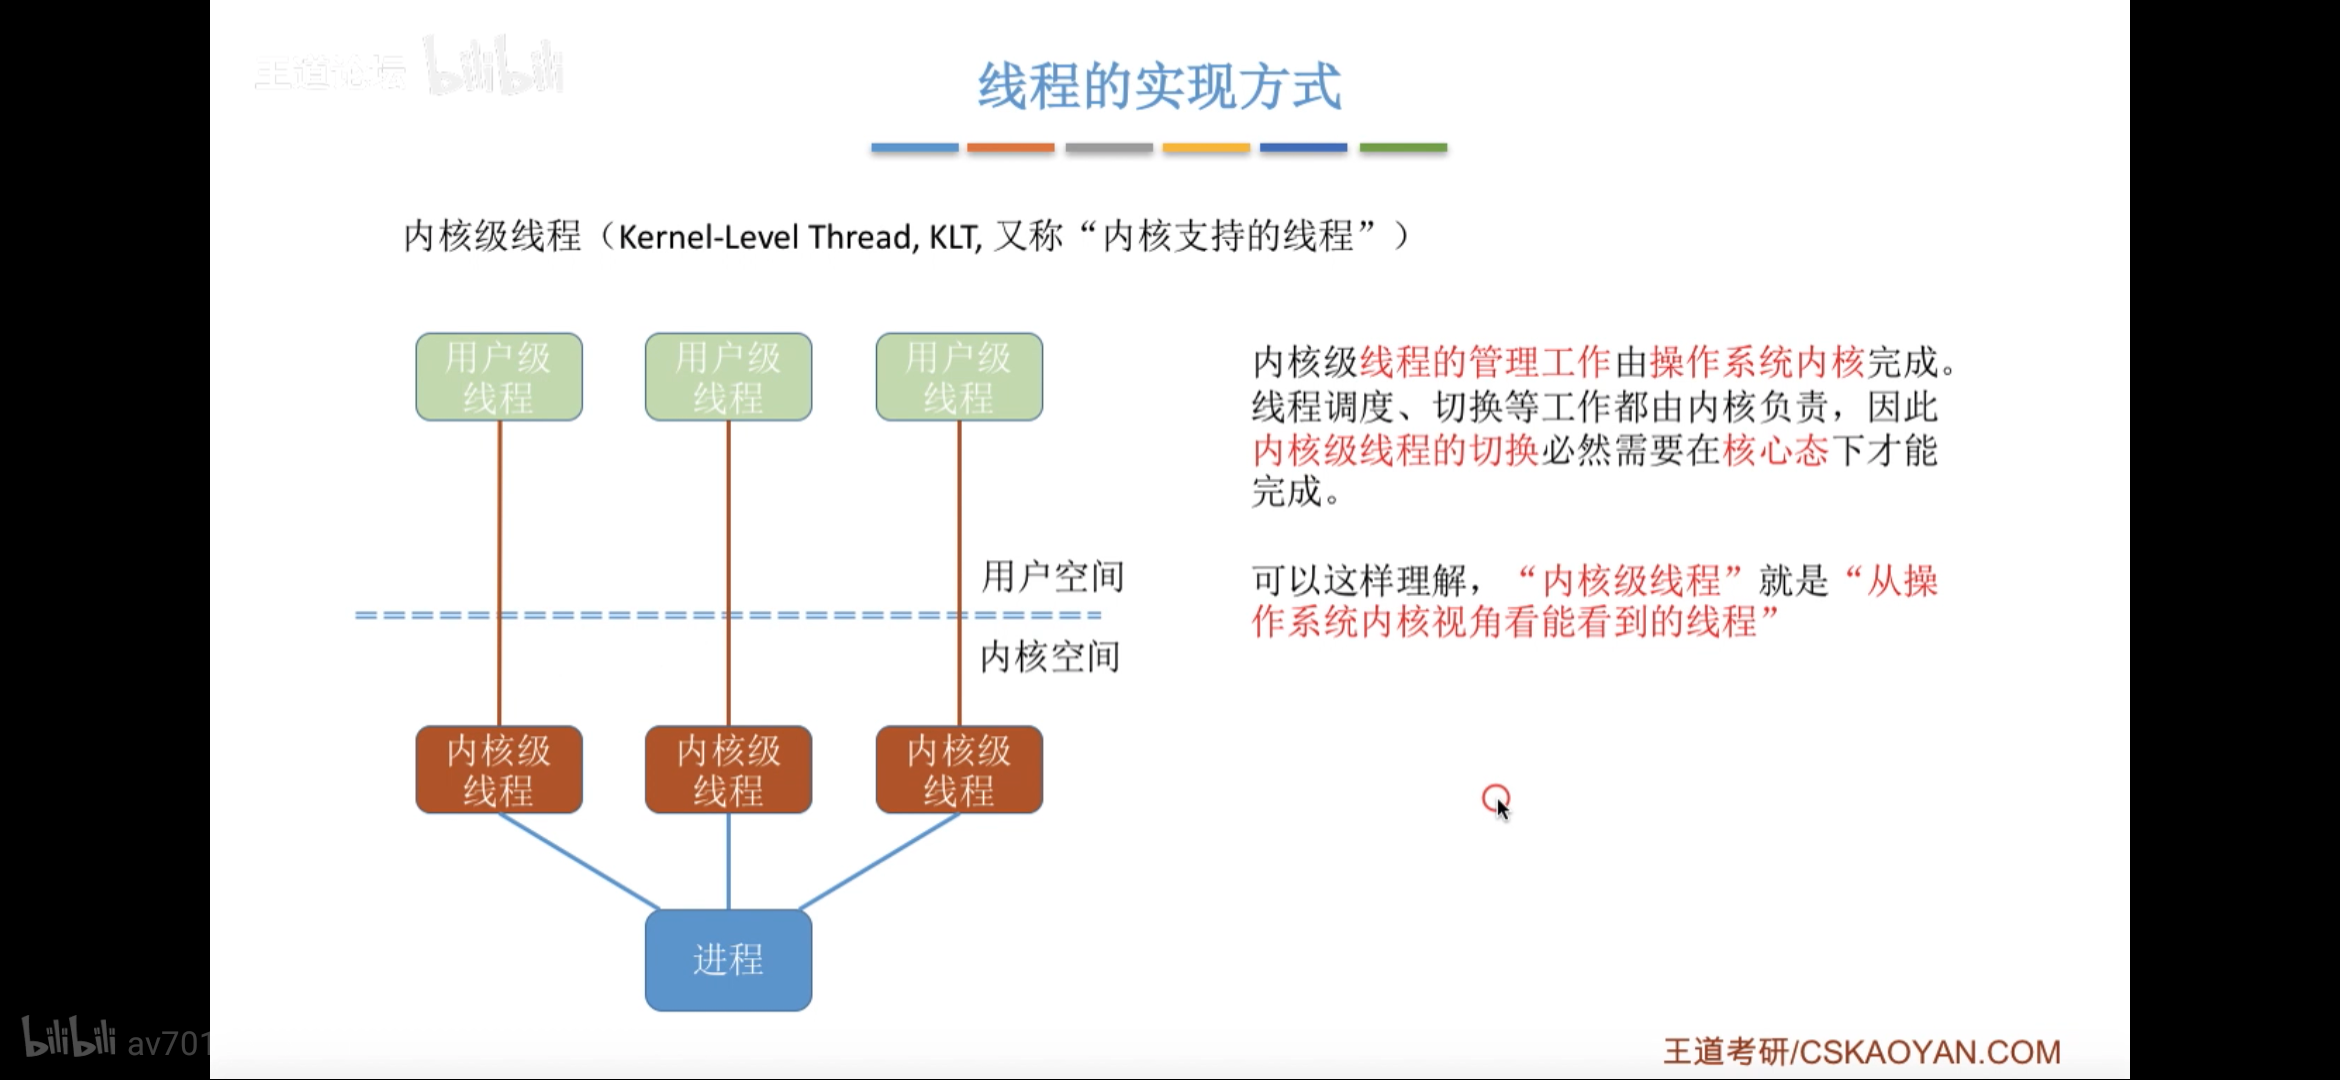 王道论坛 bilibili
线程的实现方式
内核级线程（Kernel-Level Thread, KLT, 又称“内核支持的线程”）
用户级
线程
用户级
线程
用户级
线程
用户空间
内核空间
内核级
线程
内核级
线程
内核级
线程
进程
内核级线程的管理工作由操作系统内核完成。
线程调度、切换等工作都由内核负责，因此
内核级线程的切换必然需要在核心态下才能
完成。
可以这样理解，“内核级线程”就是“从操
作系统内核视角看能看到的线程”
bilibili av701
王道考研/CSKAOYAN.COM